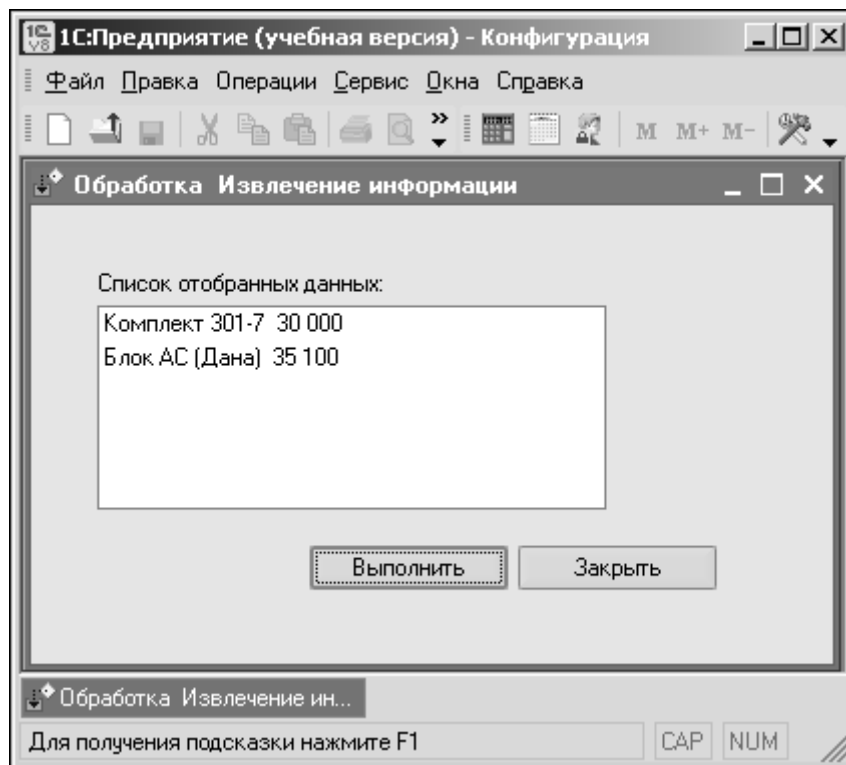 1С:Предприятие (учебная версия) - Конфигурация
Файл Правка Операции Сервис Окна Справка
M M+ M-
Обработка Извлечение информации
Список отобранных данных:
Комплект 301-7 30 000
Блок АС (Дана) 35 100
Выполнить Закрыть
Обработка Извлечение ин...
Для получения подсказки нажмите F1 CAP NUM